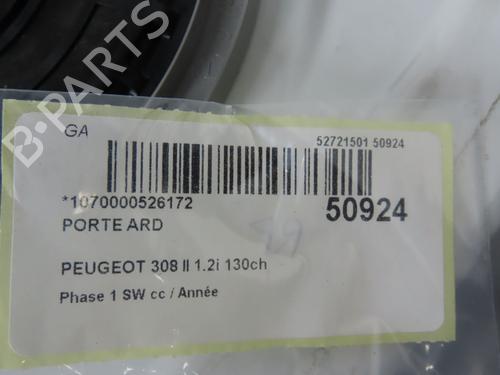 B-PARTS
GA
52721501 50924
*1070000526172
50924
PORTE ARD
PEUGEOT 308 II 1.2i 130ch
Phase 1 SW cc / Année